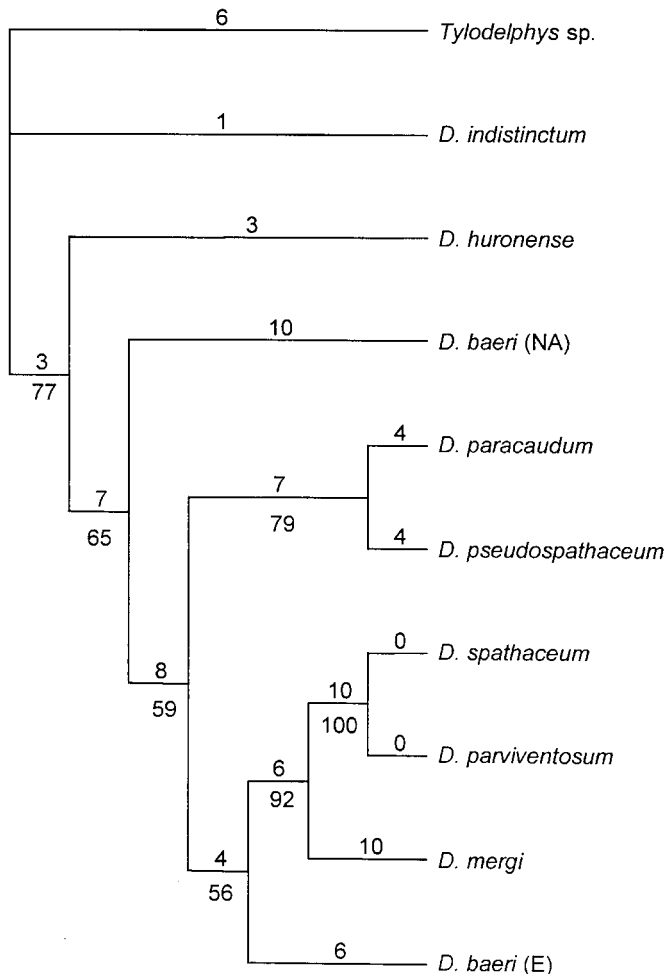 6
Tylodelphys sp.
1
D. indistinctum
3
D. huronense
10
D. baeri (NA)
3
77
4
D. paracaudum
7
79
7
65
4
D. pseudospathaceum
0
D. spathaceum
8
59
10
100
0
D. parviventosum
6
92
10
D. mergi
4
56
6
D. baeri (E)